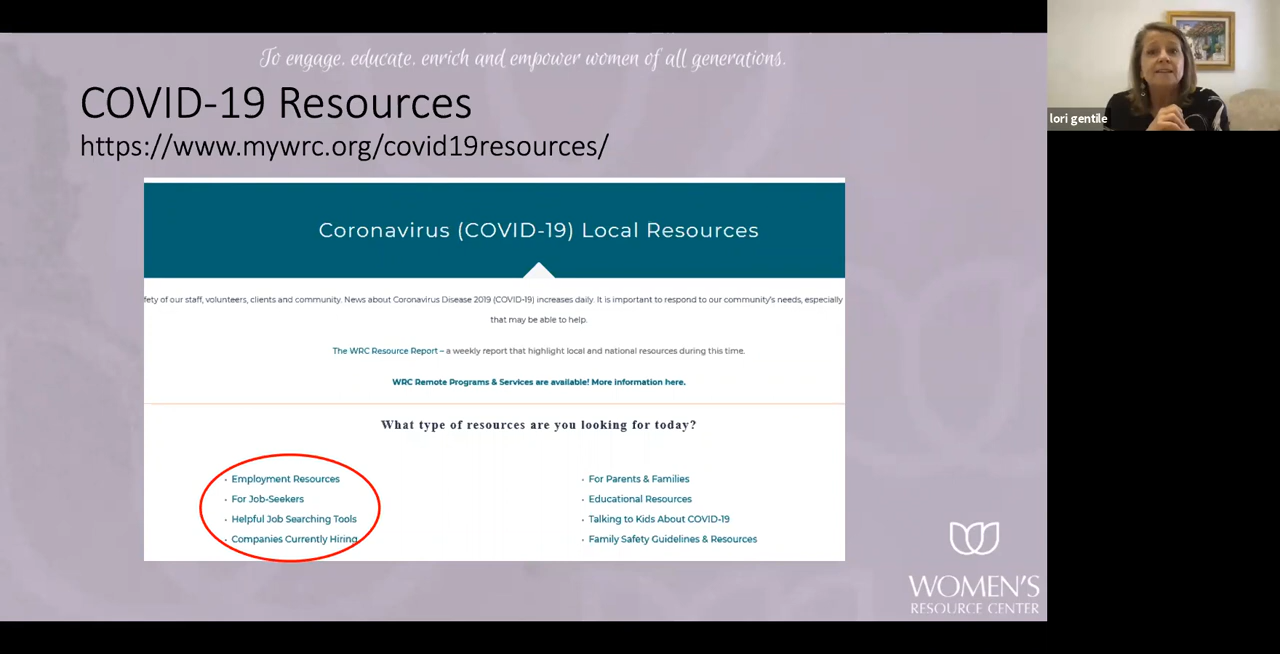 To engage, educate, enrich and empower women of all generations.
COVID-19 Resources
https://www.mywrc.org/covid19resources/
lori gentile
Coronavirus (COVID-19) Local Resources
fety of our staff, volunteers, clients and community. News about Coronavirus Disease 2019 (COVID-19) increases daily. It is important to respond to our community's needs, especially
that may be able to help.
The WRC Resource Report – a weekly report that highlight local and national resources during this time.
WRC Remote Programs & Services are available! More information here.
What type of resources are you looking for today?
· Employment Resources
· For Job-Seekers
· Helpful Job Searching Tools
· Companies Currently Hiring
· For Parents & Families
· Educational Resources
· Talking to Kids About COVID-19
· Family Safety Guidelines & Resources
WOMEN'S
RESOURCE CENTER